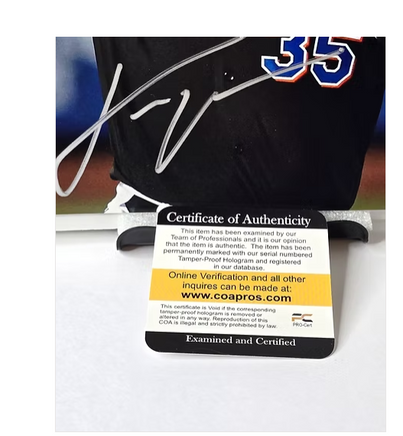 35
Certificate of Authenticity
This item has been examined by our
Team of Professionals and it is our opinion
that the item is authentic. The item has been
permanently marked with our serial numbered
Tamper-Proof Hologram and registered
in our database.
Online Verification and all other
inquires can be made at:
www.coapros.com
This certificate is Void if the corresponding
tamper-proof hologram is removed or
altered in any way. Reproduction of this
COA is illegal and strictly prohibited by law.
PRO-Cert
Examined and Certified